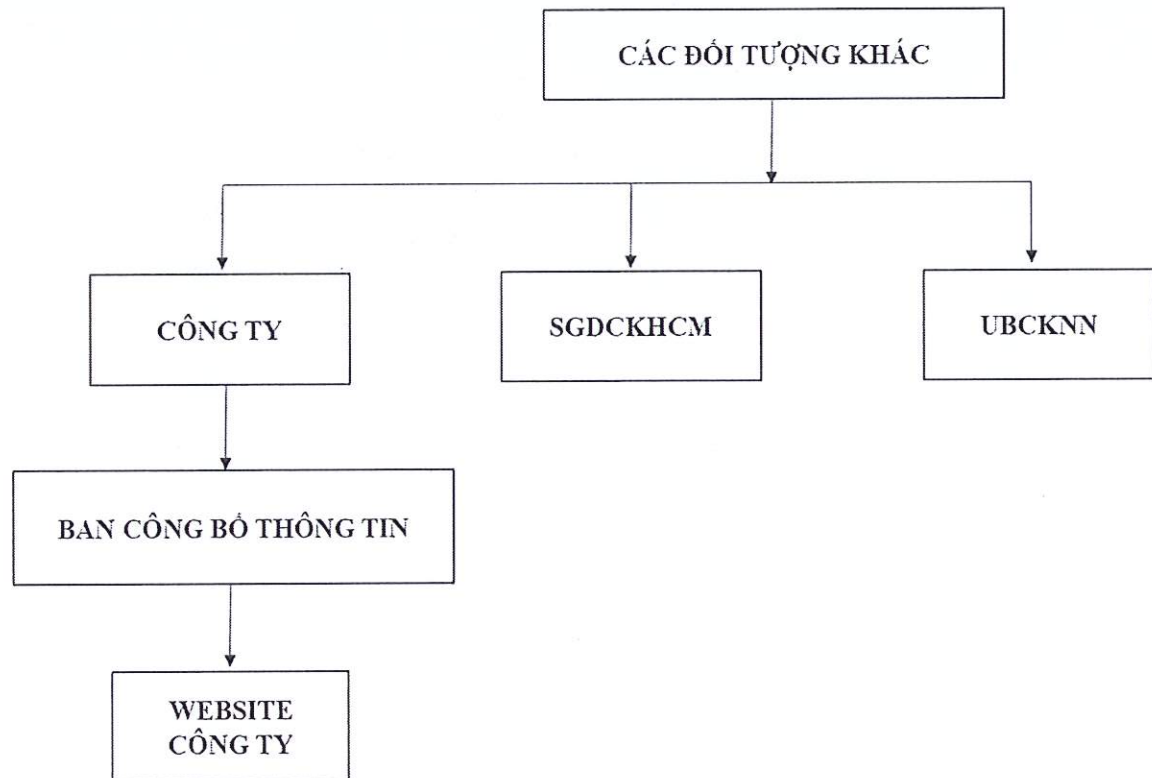 CÁC ĐỐI TƯỢNG KHÁC
CÔNG TY
SGDCKHCM
UBCKNN
BAN CÔNG BỐ THÔNG TIN
WEBSITE
CÔNG TY